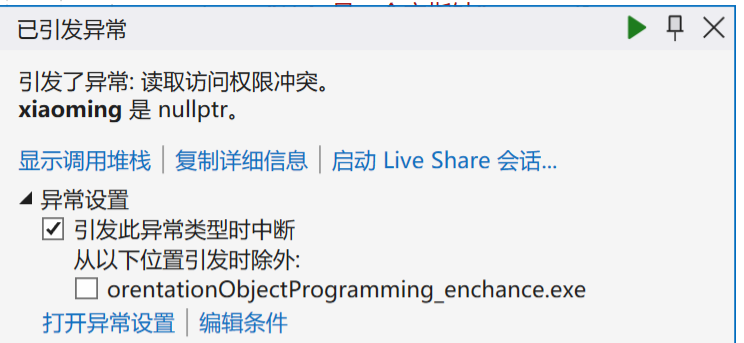 已引发异常
引发了异常: 读取访问权限冲突。
xiaoming 是 nullptr。
显示调用堆栈 | 复制详细信息 | 启动 Live Share 会话...
异常设置
引发此异常类型时中断
从以下位置引发时除外:
orentationObjectProgramming_enchance.exe
打开异常设置 | 编辑条件